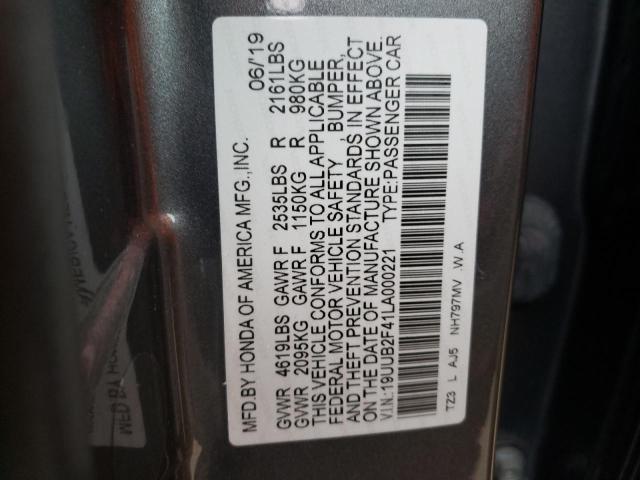 MFD.BY HONDA OF AMERICA MFG.,INC. 06/'19
GVWR 4619LBS GAWR F 2535LBS R 2161LBS
GVWR 2095KG GAWR F 1150KG R 980KG
THIS VEHICLE CONFORMS TO ALL APPLICABLE
FEDERAL MOTOR VEHICLE SAFETY , BUMPER,
AND THEFT PREVENTION STANDARDS IN EFFECT
ON THE DATE OF MANUFACTURE SHOWN ABOVE.
V.I.N.:19UUB2F41LA000221 TYPE:PASSENGER CAR
TZ3 L AJ5 NH797MV .W.A